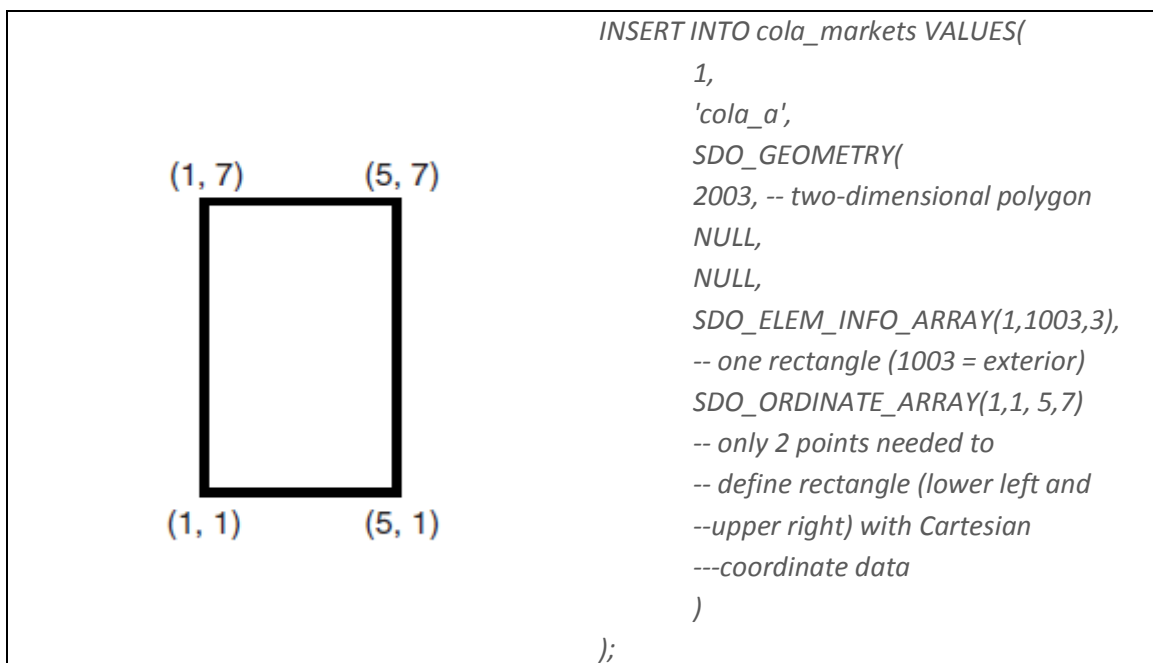 (1, 7) (5, 7)
(1, 1) (5, 1)
INSERT INTO cola_markets VALUES(
1,
'cola_a',
SDO_GEOMETRY(
2003, -- two-dimensional polygon
NULL,
NULL,
SDO_ELEM_INFO_ARRAY(1,1003,3),
-- one rectangle (1003 = exterior)
SDO_ORDINATE_ARRAY(1,1, 5,7)
-- only 2 points needed to
-- define rectangle (lower left and
--upper right) with Cartesian
---coordinate data
)
);